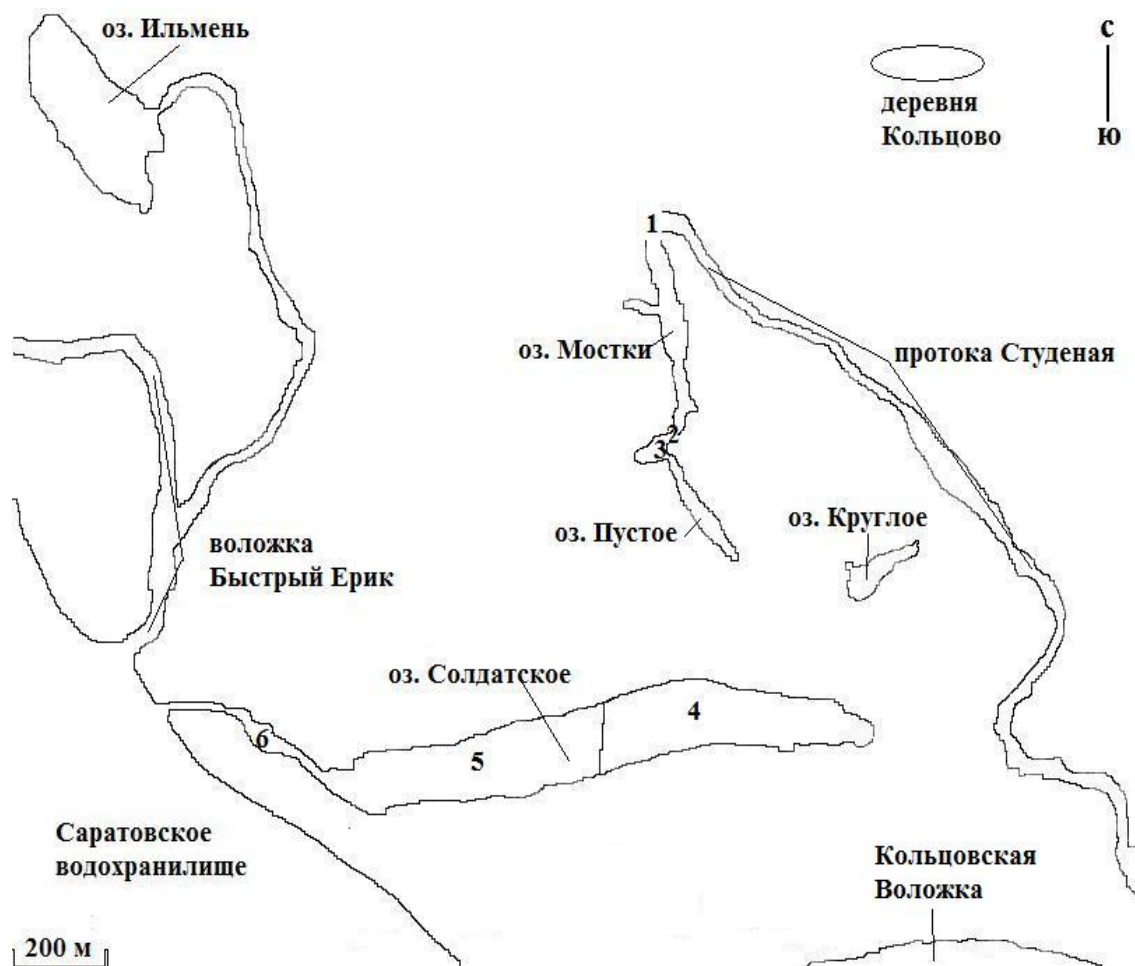 оз. Ильмень
с
деревня
Кольцово
ю
1
оз. Мостки
протока Студеная
2
3
оз. Пустое
оз. Круглое
воложка
Быстрый Ерик
оз. Солдатское
4
6
5
Саратовское
водохранилище
Кольцовская
Воложка
200 м